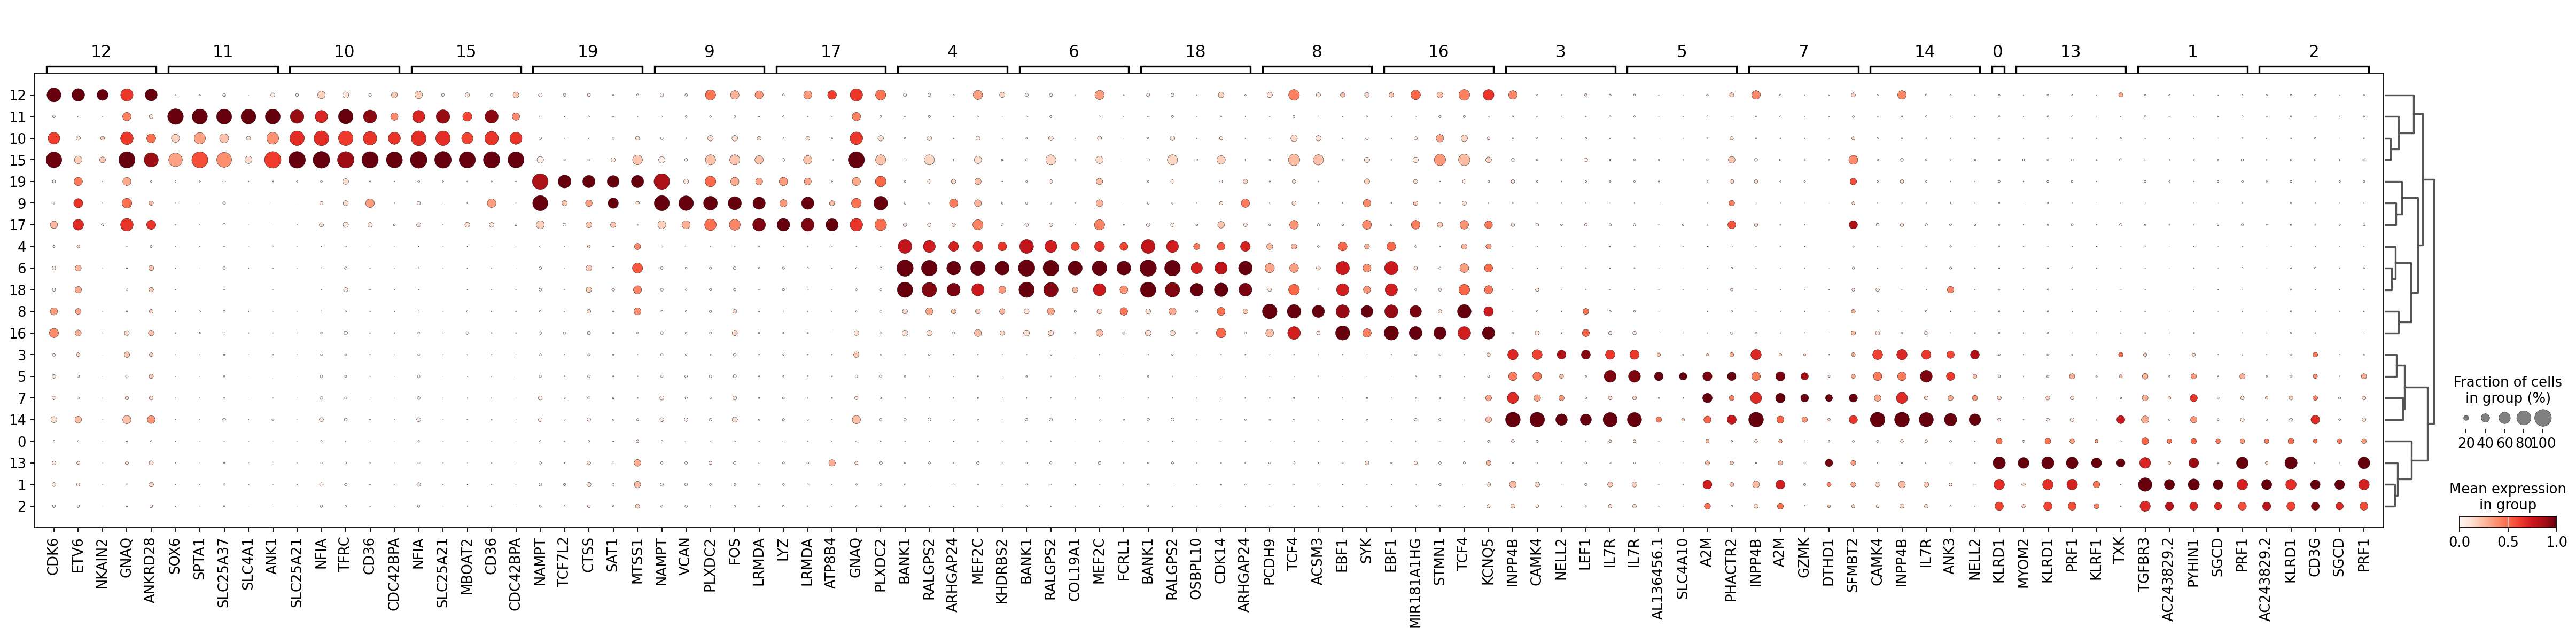 12 11 10 15 19 9 17 4 6 18 8 16 3 5 7 14 0 13 1 2
12
11
10
15
19
9
17
4
6
18
8
16
3
5
7
14
0
13
1
2
CDK6
ETV6
NKAIN2
GNAQ
ANKRD28
SOX6
SPTA1
SLC25A37
SLC4A1
ANK1
SLC25A21
NFIA
TFRC
CD36
CDC42BPA
NFIA
SLC25A21
MBOAT2
CD36
CDC42BPA
NAMPT
TCF7L2
CTSS
SAT1
MTSS1
NAMPT
VCAN
PLXDC2
FOS
LRMDA
LYZ
LRMDA
ATP8B4
GNAQ
PLXDC2
BANK1
RALGPS2
ARHGAP24
MEF2C
KHDRBS2
BANK1
RALGPS2
COL19A1
MEF2C
FCRL1
BANK1
RALGPS2
OSBPL10
CDK14
ARHGAP24
PCDH9
TCF4
ACSM3
EBF1
SYK
EBF1
MIR181A1HG
STMN1
TCF4
KCNQ5
INPP4B
CAMK4
NELL2
LEF1
IL7R
IL7R
AL136456.1
SLC4A10
A2M
PHACTR2
INPP4B
A2M
GZMK
DTHD1
SFMBT2
CAMK4
INPP4B
IL7R
ANK3
NELL2
KLRD1
MYOM2
KLRD1
PRF1
KLRF1
TXK
TGFBR3
AC243829.2
PYHIN1
SGCD
PRF1
AC243829.2
CD3G
SGCD
PRF1
Fraction of cells
in group (%)
20 40 60 80 100
Mean expression
in group
0.0 0.5 1.0